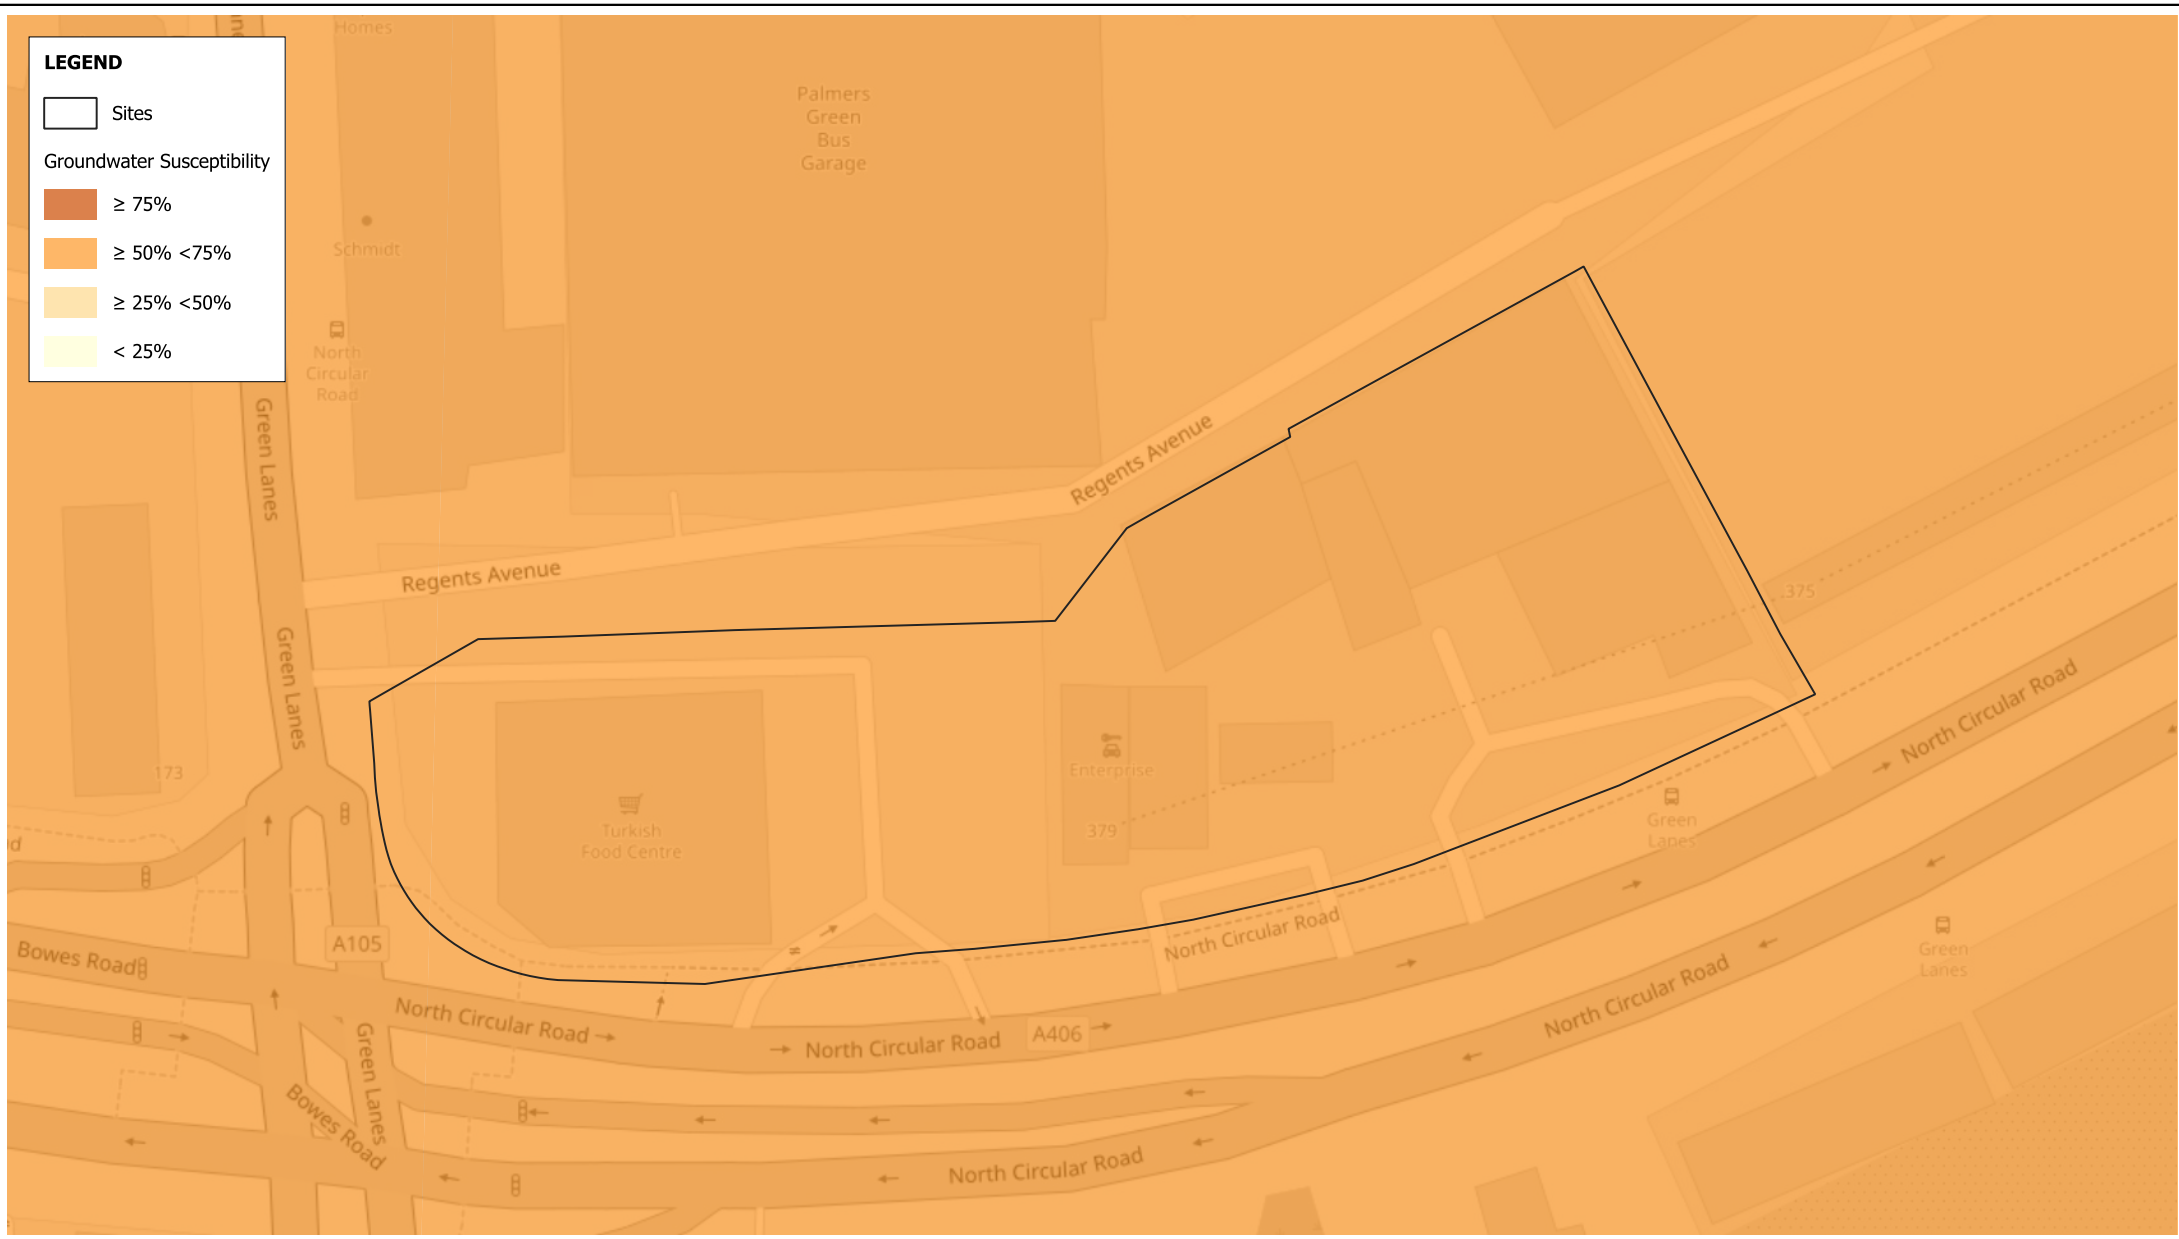 LEGEND
Sites
Groundwater Susceptibility
≥ 75%
≥ 50% <75%
≥ 25% <50%
< 25%
Homes
Palmers
Green
Bus
Garage
Schmidt
North
Circular
Road
Green Lanes
Regents Avenue
Regents Avenue
Green Lanes
375
173
Enterprise
379
Turkish
Food Centre
Green
Lanes
North Circular Road
North Circular Road
A105
Bowes Road
North Circular Road
North Circular Road
A406
North Circular Road
Green
Lanes
Green Lanes
Bowes Road
North Circular Road